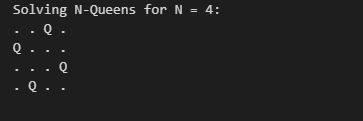 Solving N-Queens for N = 4:
. . Q .
Q . . .
. . . Q
. Q . .